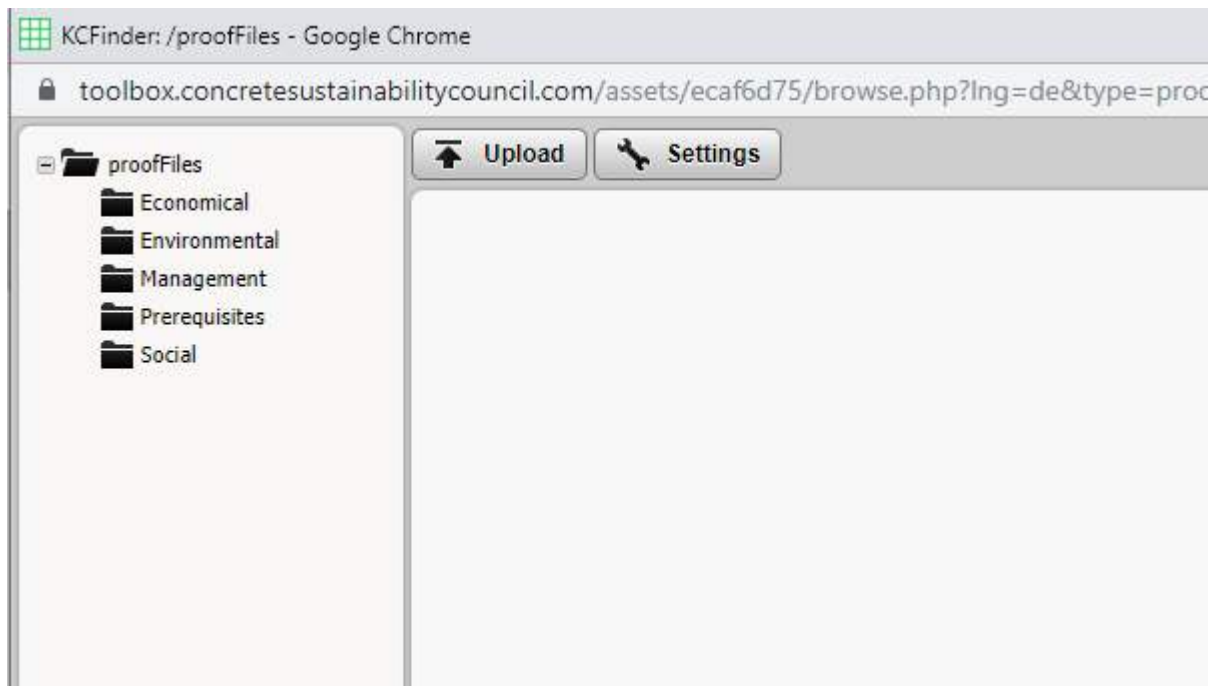 KCFinder: /proofFiles - Google Chrome
toolbox.concretesustainabilitycouncil.com/assets/ecaf6d75/browse.php?lng=de&type=proo
proofFiles
Upload Settings
Economical
Environmental
Management
Prerequisites
Social